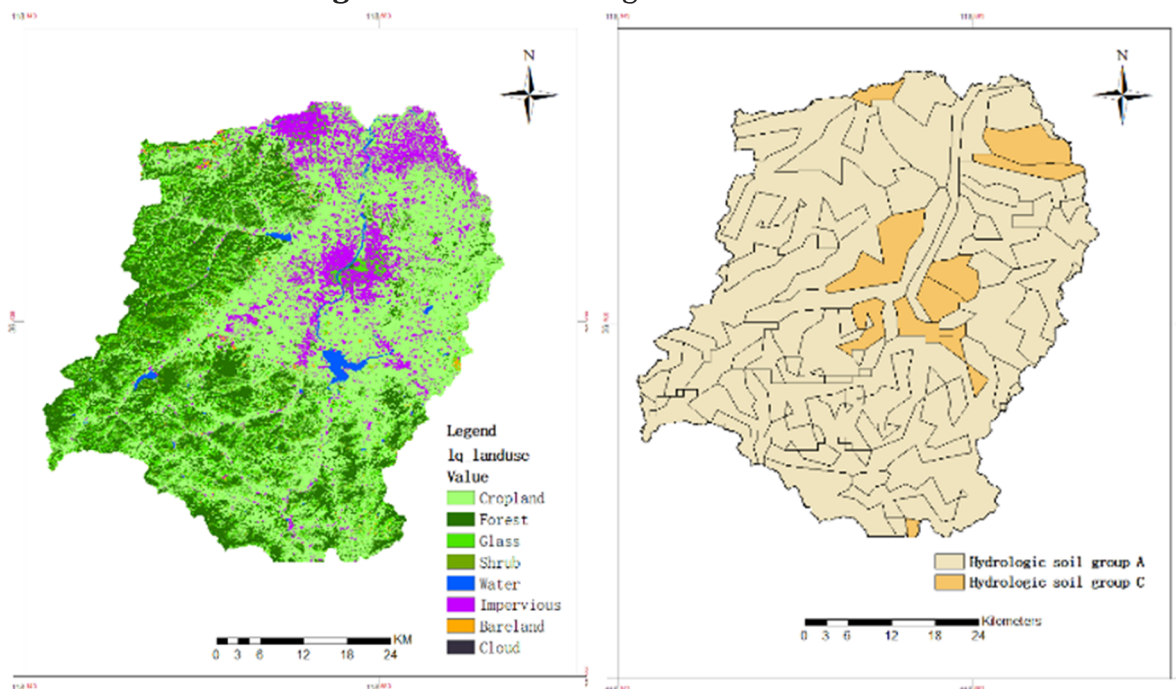 N
Legend
lq landuse
Value
Cropland
Forest
Glass
Shrub
Water
Impervious
Bareland
Cloud
KM
0 3 6 12 18 24
N
Hydrologic soil group A
Hydrologic soil group C
Kilometers
0 3 6 12 18 24